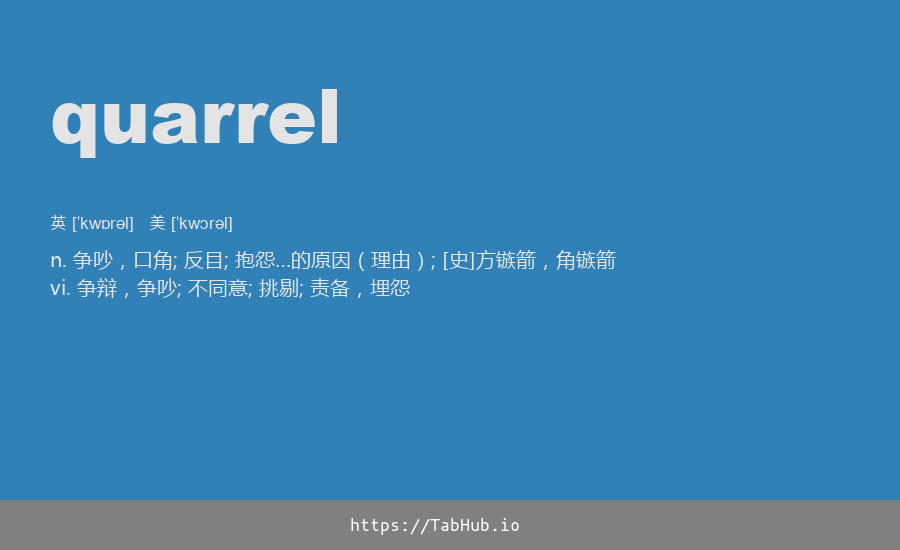 quarrel
英 [ˈkwɒrəl] 美 [ˈkwɔrəl]
n. 争吵，口角; 反目; 抱怨…的原因（理由）; [史]方镞箭，角镞箭
vi. 争辩，争吵; 不同意; 挑剔; 责备，埋怨
https://TabHub.io